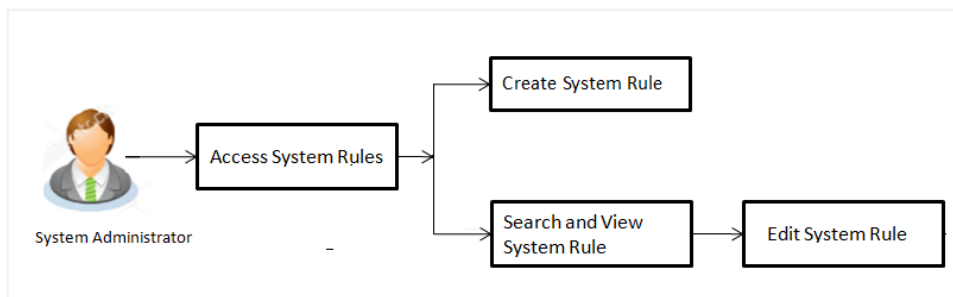 Create System Rule
Access System Rules
System Administrator
Search and View
System Rule
Edit System Rule